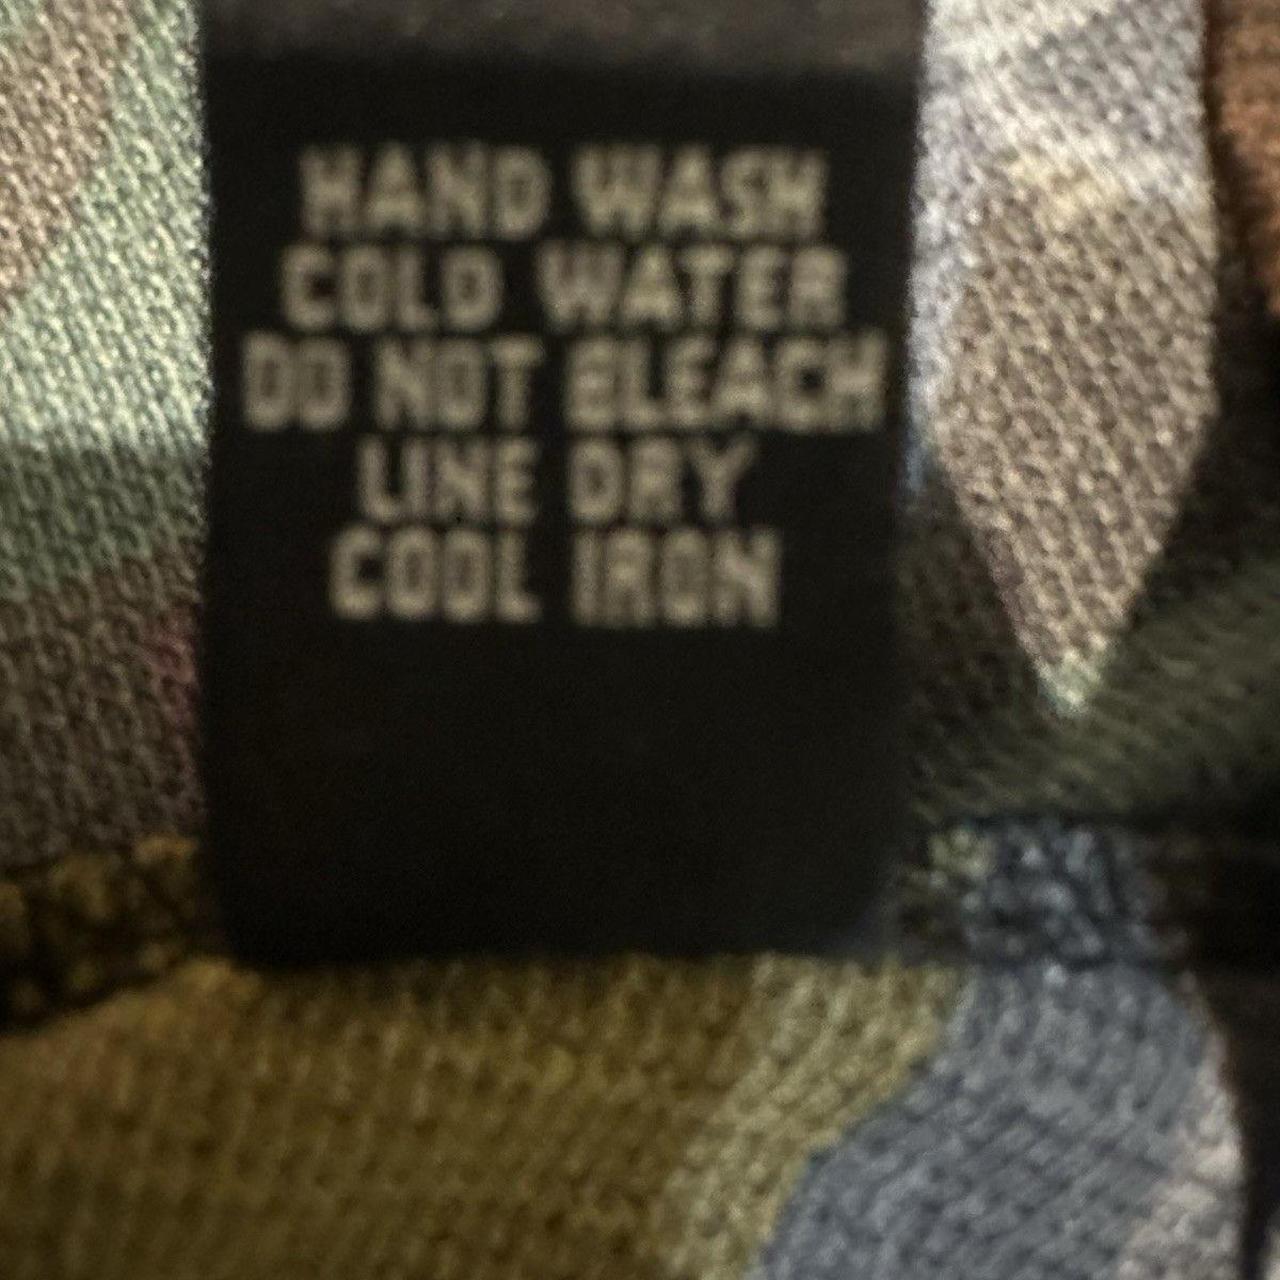 HAND WASH
COLD WATER
DO NOT BLEACH
LINE DRY
COOL IRON